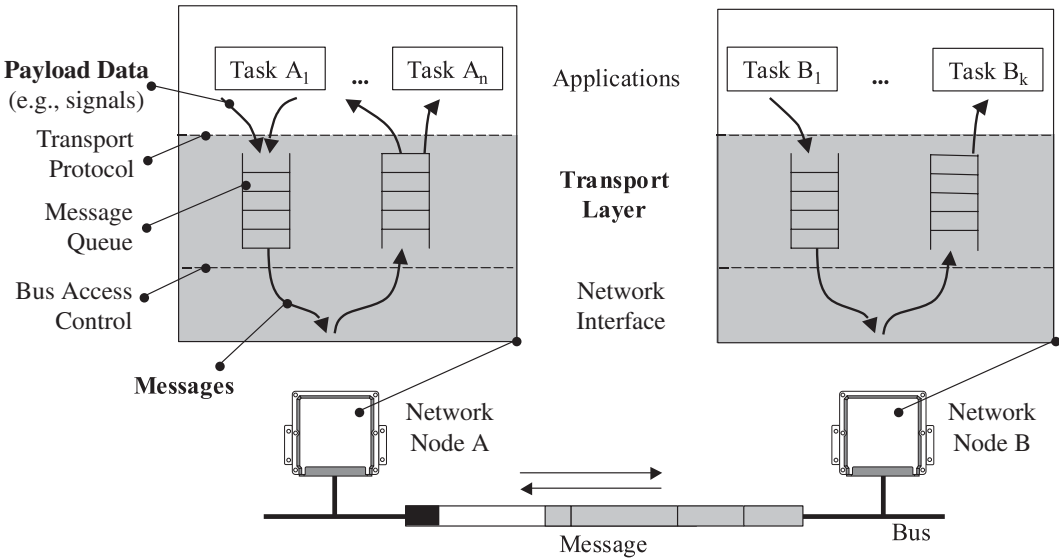 Payload Data
(e.g., signals)
Transport
Protocol
Message
Queue
Bus Access
Control
Messages
Task A1
...
Task An
Applications
Transport
Layer
Network
Interface
Task B1
...
Task Bk
Network
Node A
Network
Node B
Message
Bus